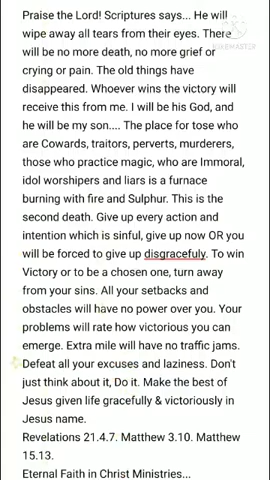 Praise the Lord! Scriptures says... He will
wipe away all tears from their eyes. There
will be no more death, no more grief or
crying or pain. The old things have
disappeared. Whoever wins the victory will
receive this from me. I will be his God, and
he will be my son.... The place for tose who
are Cowards, traitors, perverts, murderers,
those who practice magic, who are Immoral,
idol worshipers and liars is a furnace
burning with fire and Sulphur. This is the
second death. Give up every action and
intention which is sinful, give up now OR you
will be forced to give up disgracefuly. To win
Victory or to be a chosen one, turn away
from your sins. All your setbacks and
obstacles will have no power over you. Your
problems will rate how victorious you can
emerge. Extra mile will have no traffic jams.
Defeat all your excuses and laziness. Don't
just think about it, Do it. Make the best of
Jesus given life gracefully & victoriously in
Jesus name.
Revelations 21.4.7. Matthew 3.10. Matthew
15.13.
Eternal Faith in Christ Ministries...